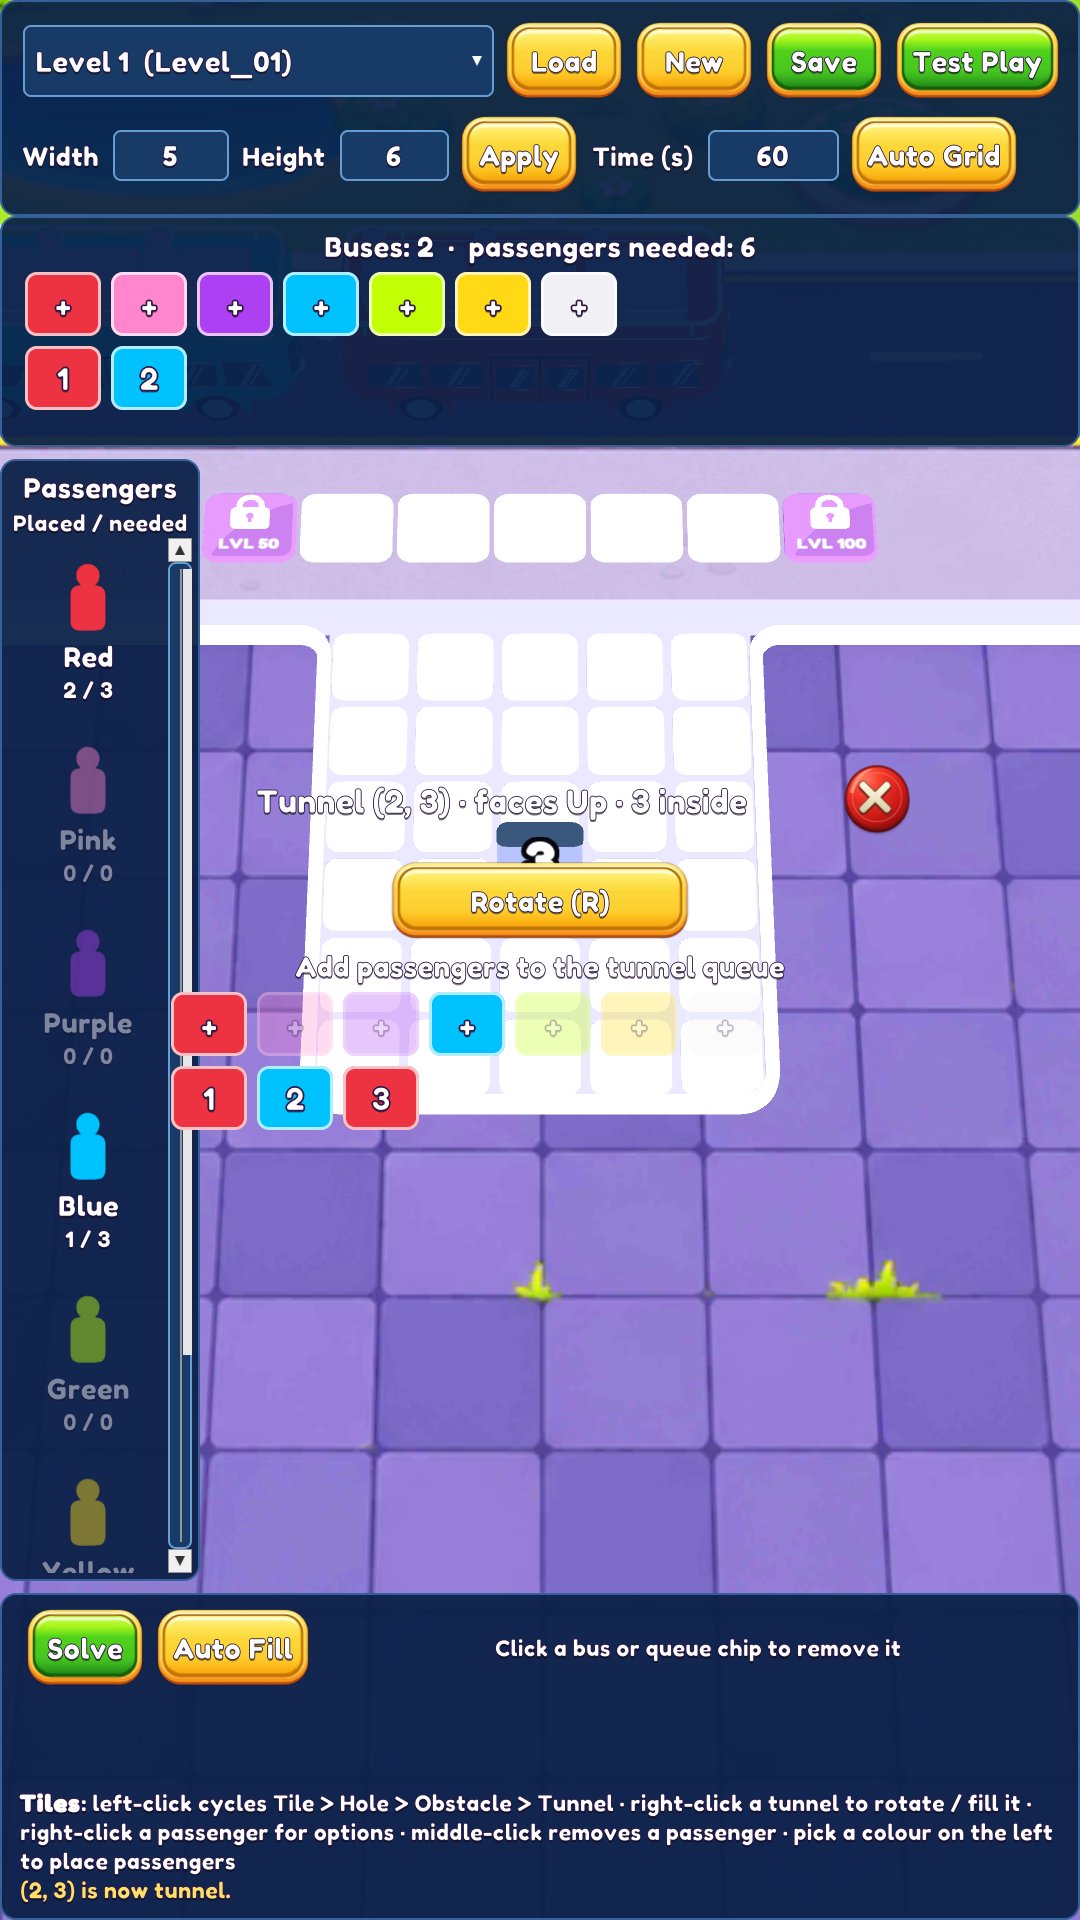 Level 1 (Level_01)
Load
New
Save
Test Play
Width
5
Height
6
Apply
Time (s)
60
Auto Grid
Buses: 2 · passengers needed: 6
+ + + + + + +
1 2
Passengers
Placed / needed
LVL 50
LVL 100
Red
2 / 3
Pink
0 / 0
Tunnel (2, 3) · faces Up · 3 inside
3
Rotate (R)
Add passengers to the tunnel queue
Purple
0 / 0
+ + + + + + +
1 2 3
Blue
1 / 3
Green
0 / 0
Yellow
Solve
Auto Fill
Click a bus or queue chip to remove it
Tiles: left-click cycles Tile > Hole > Obstacle > Tunnel · right-click a tunnel to rotate / fill it ·
right-click a passenger for options · middle-click removes a passenger · pick a colour on the left
to place passengers
(2, 3) is now tunnel.